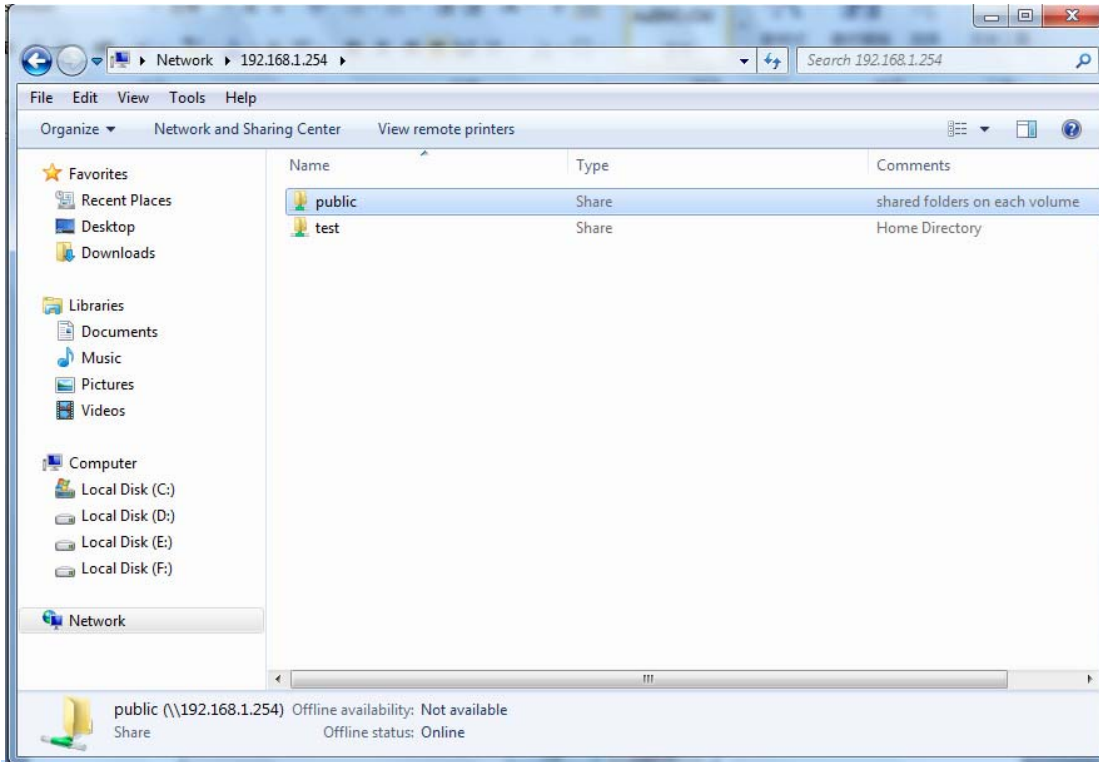 Network 192.168.1.254
Search 192.168.1.254
File Edit View Tools Help
Organize Network and Sharing Center View remote printers
Name Type Comments
public Share shared folders on each volume
test Share Home Directory
Favorites
Recent Places
Desktop
Downloads
Libraries
Documents
Music
Pictures
Videos
Computer
Local Disk (C:)
Local Disk (D:)
Local Disk (E:)
Local Disk (F:)
Network
public (\\192.168.1.254) Offline availability: Not available
Share Offline status: Online